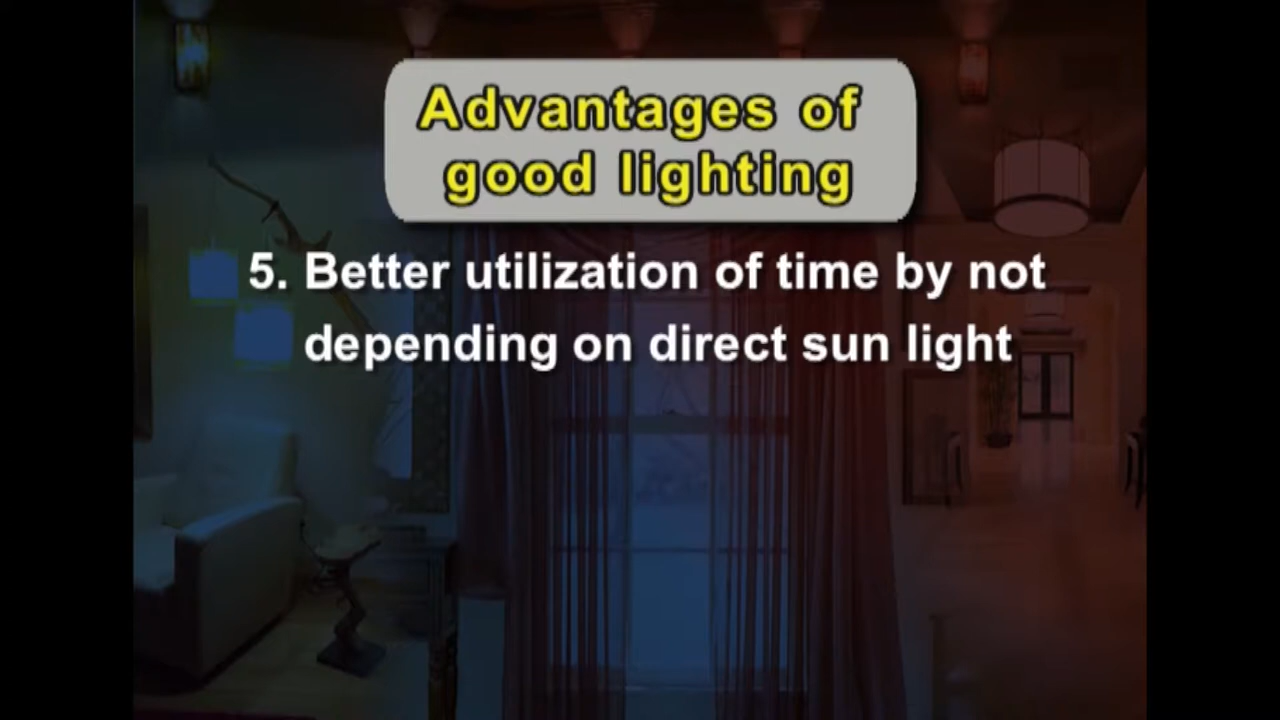 Advantages of
good lighting
5. Better utilization of time by not
depending on direct sun light